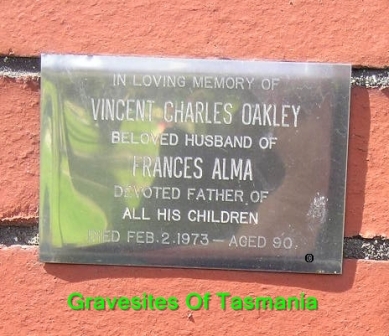 IN LOVING MEMORY OF
VINCENT CHARLES OAKLEY
BELOVED HUSBAND OF
FRANCES ALMA
DEVOTED FATHER OF
ALL HIS CHILDREN
DIED FEB. 2. 1973 — AGED 90
Gravesites Of Tasmania